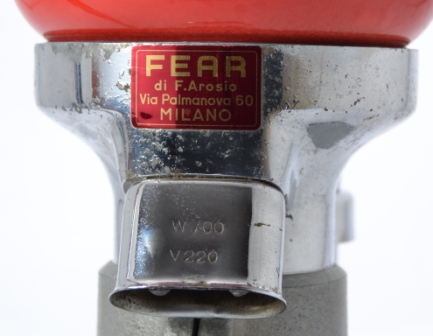 FEAR
di F.Arosio
Via Palmanova 60
MILANO
W 700
V 220